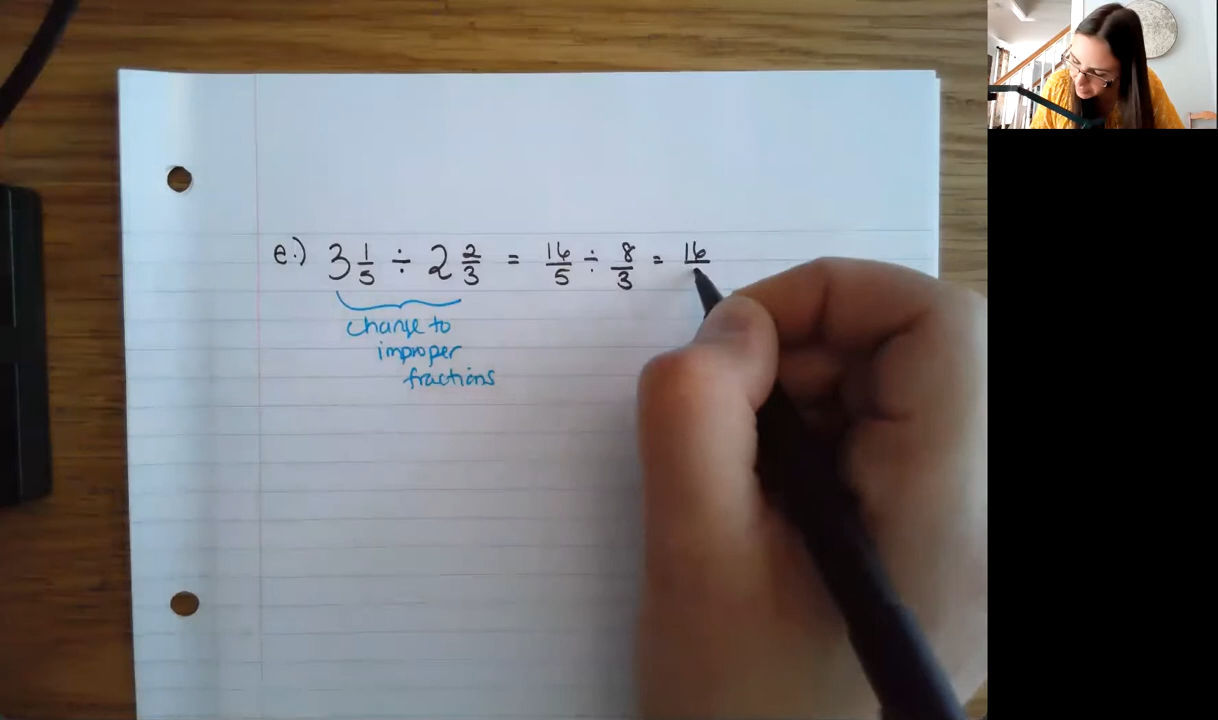 e.) 3 1/5 ÷ 2 2/3 = 16/5 ÷ 8/3 = 16/
change to
improper
fractions